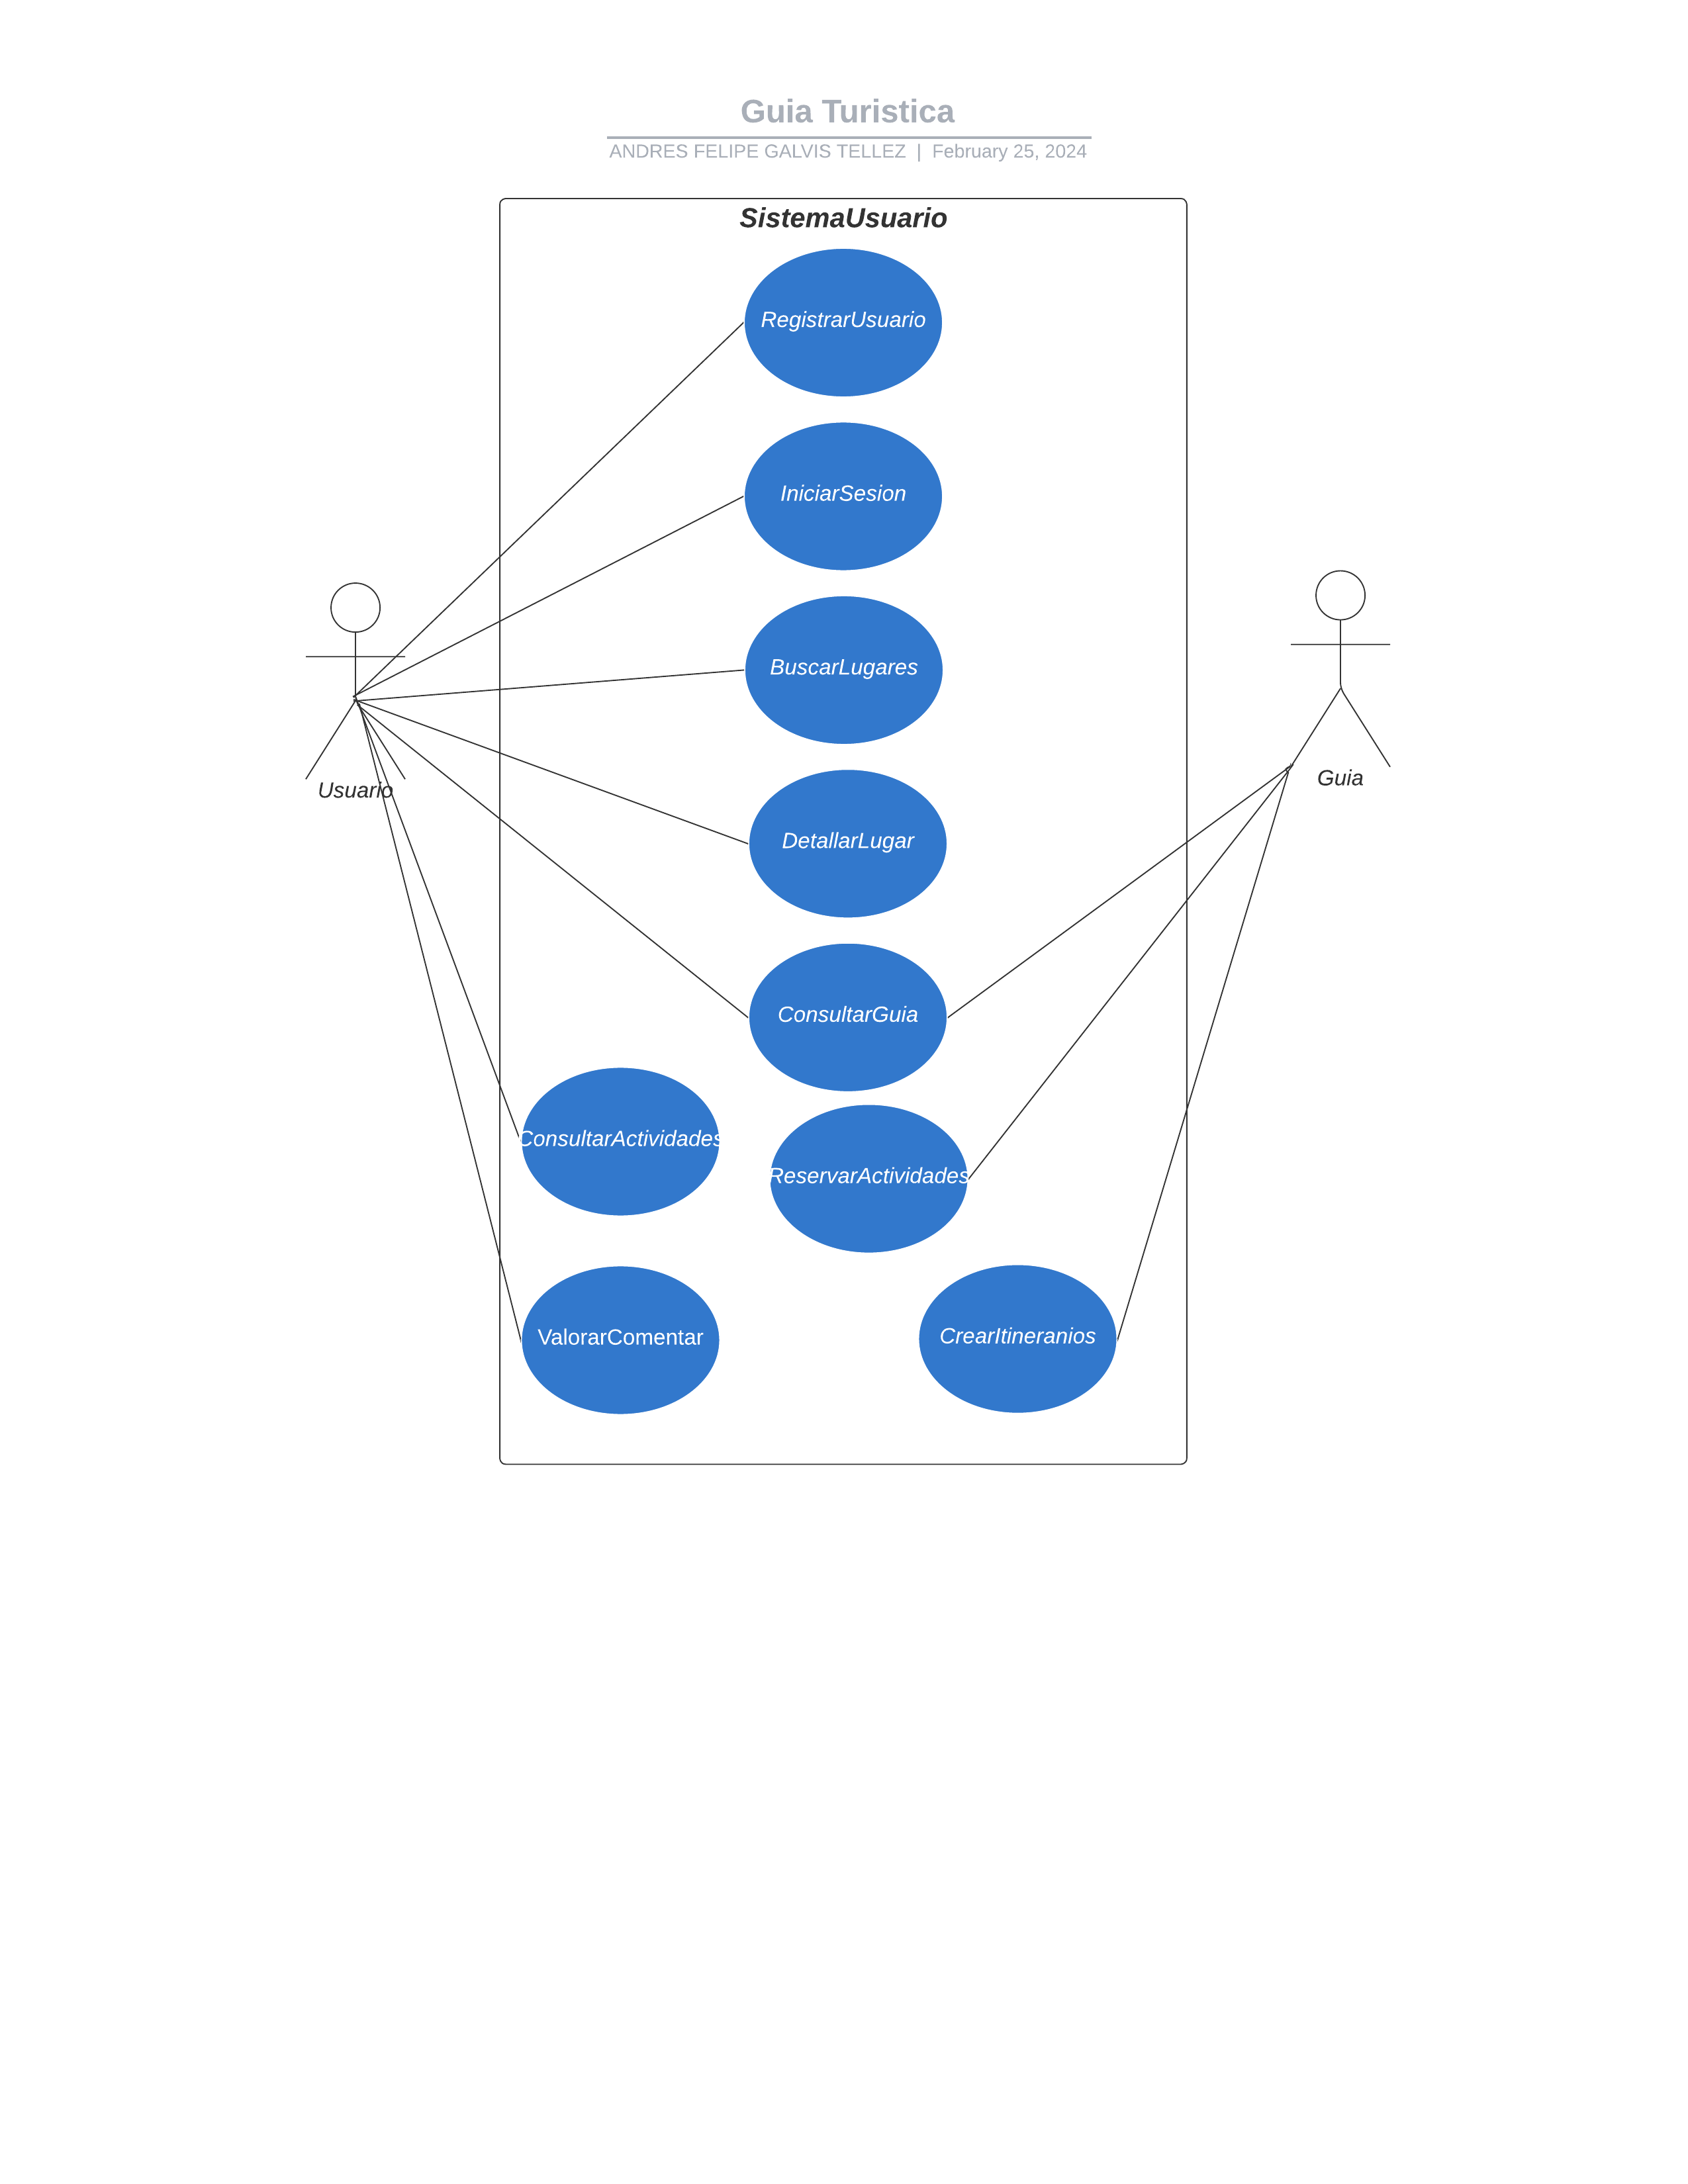 Guia Turistica
ANDRES FELIPE GALVIS TELLEZ | February 25, 2024
SistemaUsuario
RegistrarUsuario
IniciarSesion
BuscarLugares
Usuario
Guia
DetallarLugar
ConsultarGuia
ConsultarActividades
ReservarActividades
ValorarComentar
CrearItineranios